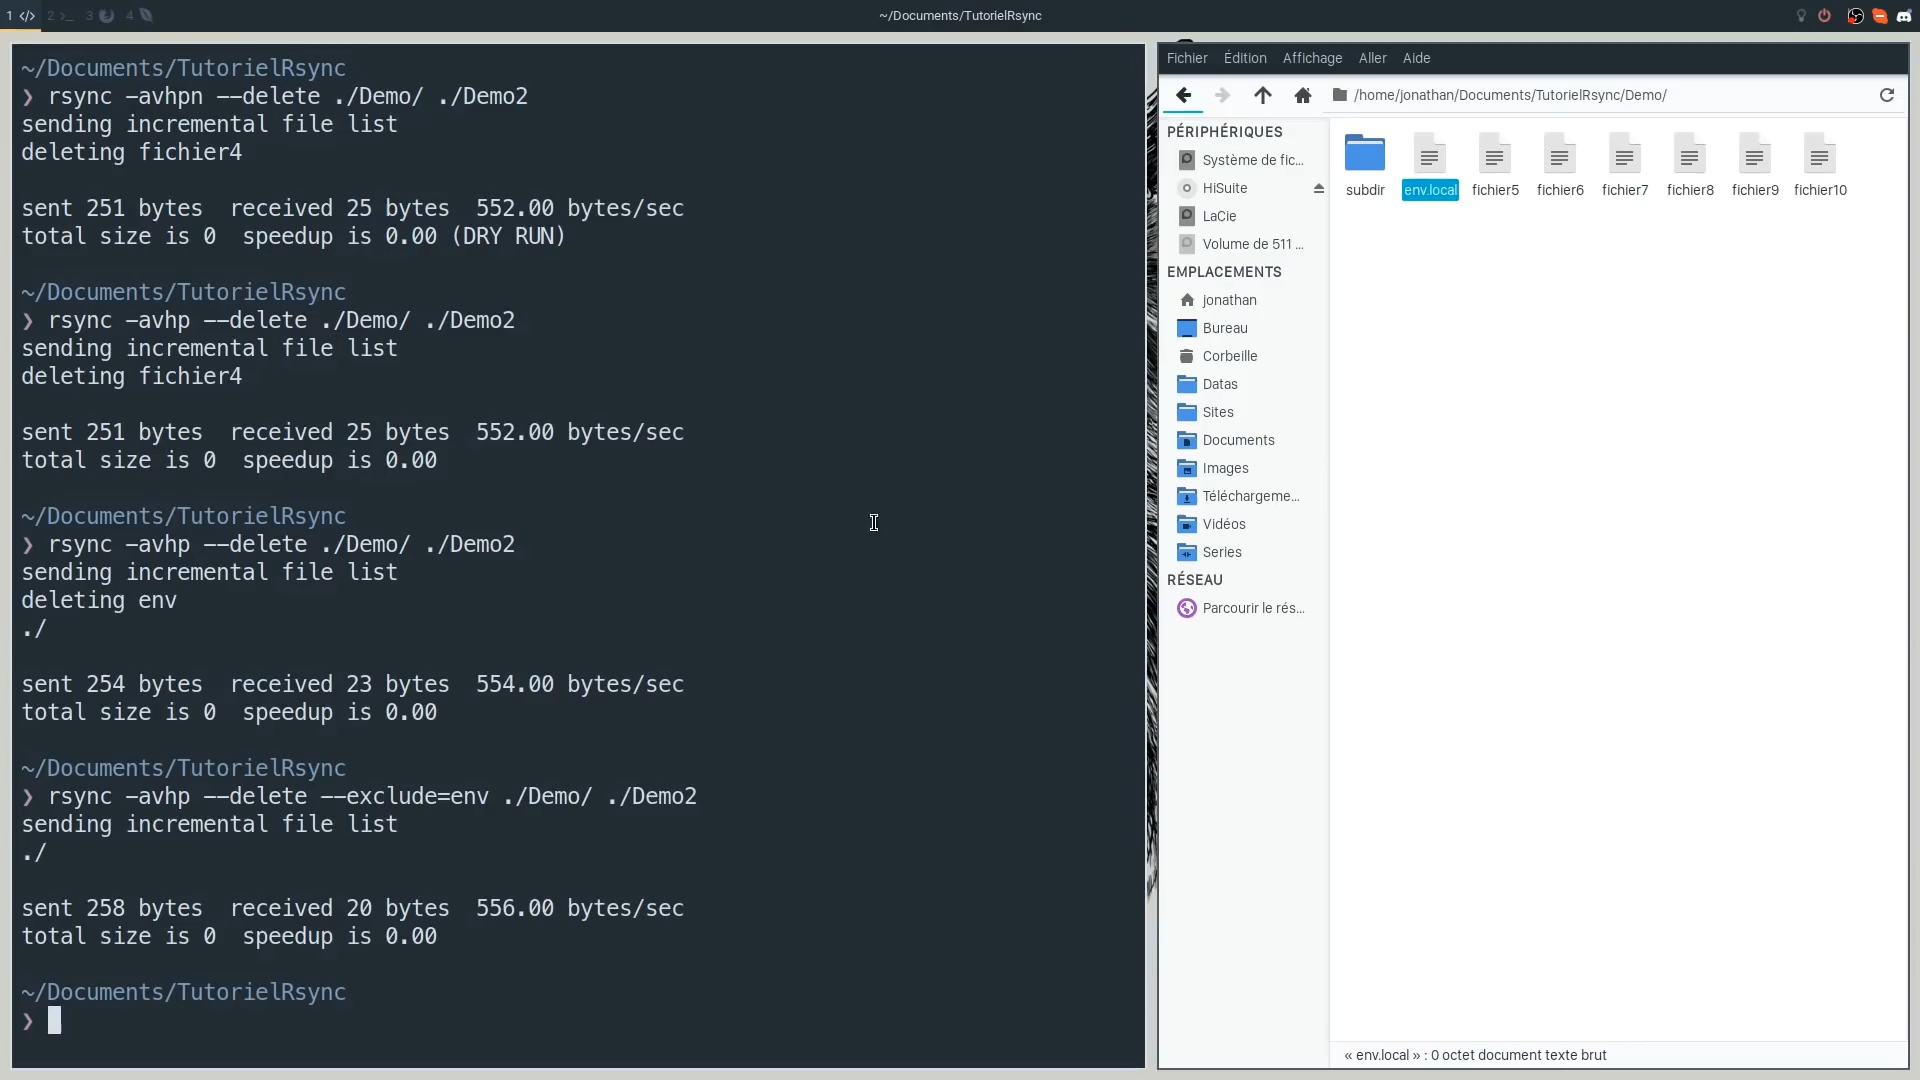 1 </> 2 >_ 3 4
~/Documents/TutorielRsync
~/Documents/TutorielRsync
❯ rsync -avhpn --delete ./Demo/ ./Demo2
sending incremental file list
deleting fichier4
sent 251 bytes  received 25 bytes  552.00 bytes/sec
total size is 0  speedup is 0.00 (DRY RUN)
~/Documents/TutorielRsync
❯ rsync -avhp --delete ./Demo/ ./Demo2
sending incremental file list
deleting fichier4
sent 251 bytes  received 25 bytes  552.00 bytes/sec
total size is 0  speedup is 0.00
~/Documents/TutorielRsync
❯ rsync -avhp --delete ./Demo/ ./Demo2
sending incremental file list
deleting env
./
sent 254 bytes  received 23 bytes  554.00 bytes/sec
total size is 0  speedup is 0.00
~/Documents/TutorielRsync
❯ rsync -avhp --delete --exclude=env ./Demo/ ./Demo2
sending incremental file list
./
sent 258 bytes  received 20 bytes  556.00 bytes/sec
total size is 0  speedup is 0.00
~/Documents/TutorielRsync
❯
Fichier Édition Affichage Aller Aide
/home/jonathan/Documents/TutorielRsync/Demo/
PÉRIPHÉRIQUES
Système de fic...
HiSuite
LaCie
Volume de 511 ...
EMPLACEMENTS
jonathan
Bureau
Corbeille
Datas
Sites
Documents
Images
Téléchargeme...
Vidéos
Series
RÉSEAU
Parcourir le rés...
subdir env.local fichier5 fichier6 fichier7 fichier8 fichier9 fichier10
« env.local » : 0 octet document texte brut